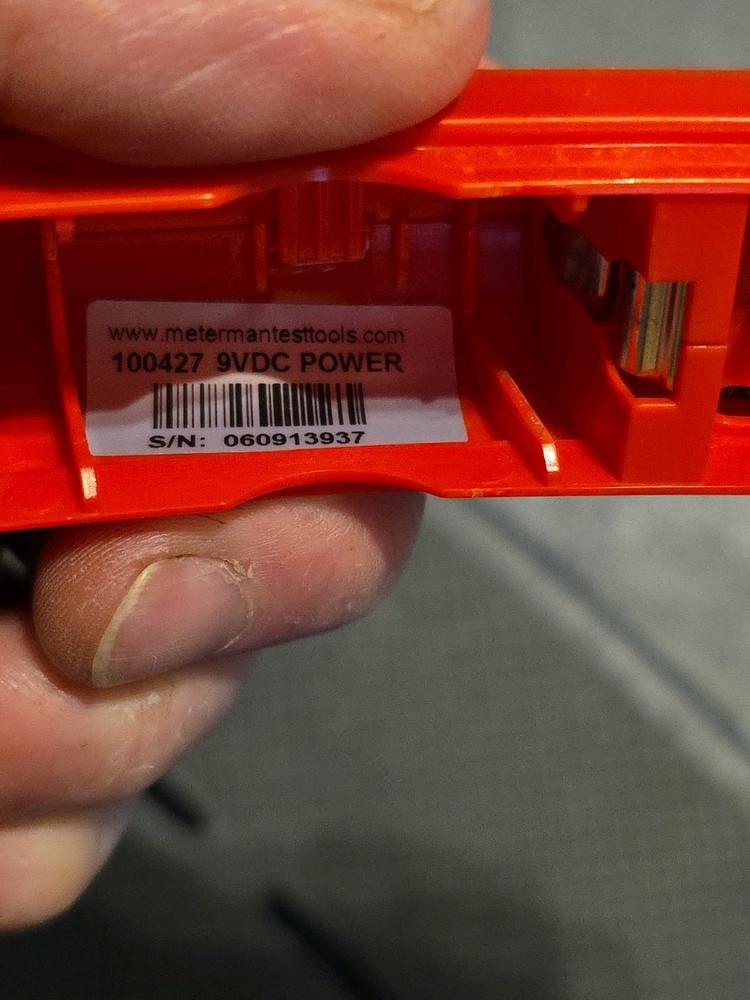 www.metermantesttools.com
100427 9VDC POWER
S/N: 060913937